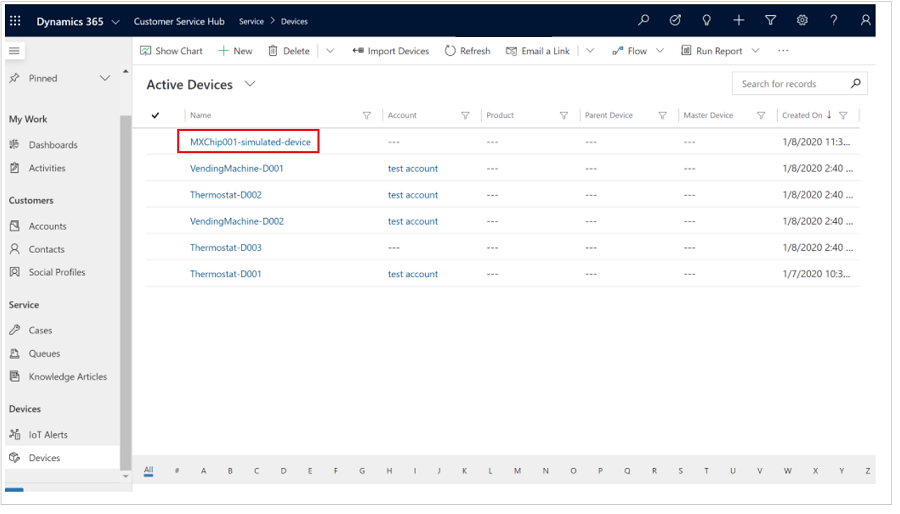 Dynamics 365 Customer Service Hub Service > Devices ?
Show Chart New Delete Import Devices Refresh Email a Link Flow Run Report ...
Pinned
My Work
Dashboards
Activities
Customers
Accounts
Contacts
Social Profiles
Service
Cases
Queues
Knowledge Articles
Devices
IoT Alerts
Devices
Active Devices Search for records
Name Account Product Parent Device Master Device Created On ↓
MXChip001-simulated-device --- --- --- --- 1/8/2020 11:3...
VendingMachine-D001 test account --- --- --- 1/8/2020 2:40 ...
Thermostat-D002 test account --- --- --- 1/8/2020 2:40 ...
VendingMachine-D002 test account --- --- --- 1/8/2020 2:40 ...
Thermostat-D003 --- --- --- --- 1/8/2020 2:40 ...
Thermostat-D001 test account --- --- --- 1/7/2020 10:3...
All # A B C D E F G H I J K L M N O P Q R S T U V W X Y Z